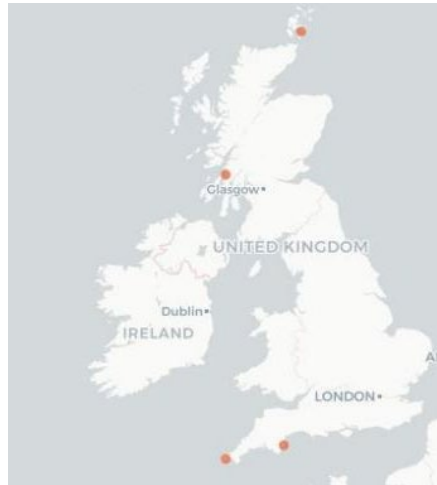 Glasgow
UNITED KINGDOM
Dublin
IRELAND
LONDON
A